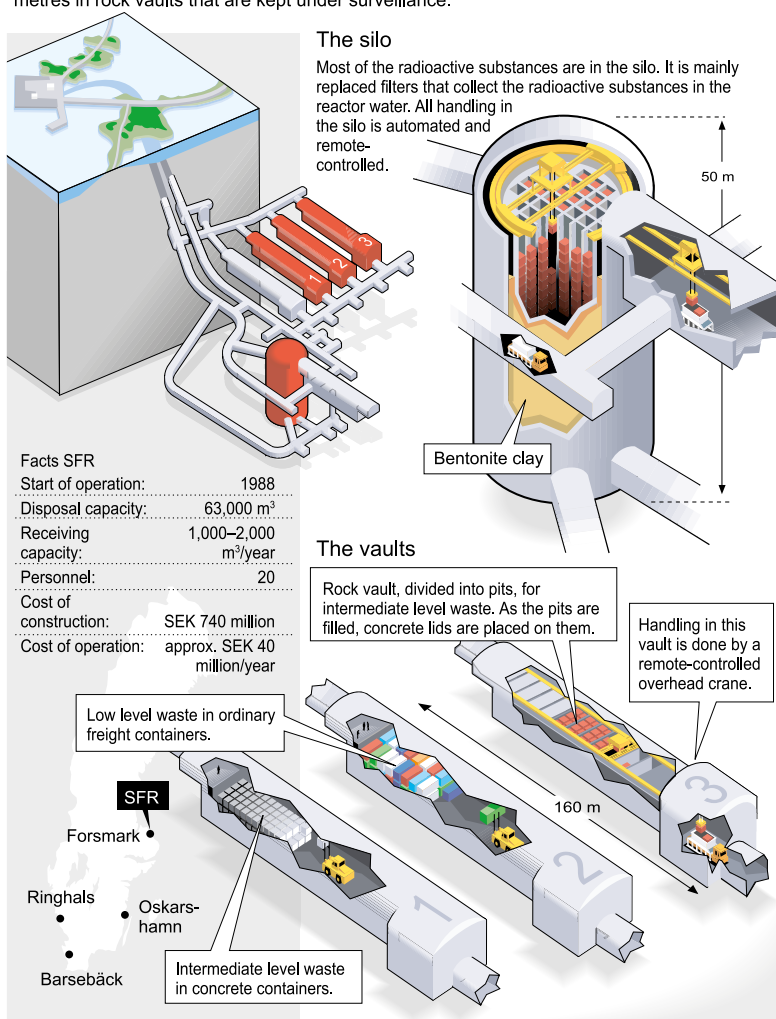 metres in rock vaults that are kept under surveillance.
The silo
Most of the radioactive substances are in the silo. It is mainly
replaced filters that collect the radioactive substances in the
reactor water. All handling in
the silo is automated and
remote-
controlled.
50 m
1
2
3
Bentonite clay
Facts SFR
Start of operation: 1988
Disposal capacity: 63,000 m³
Receiving 1,000–2,000
capacity: m³/year
Personnel: 20
Cost of
construction: SEK 740 million
Cost of operation: approx. SEK 40
million/year
The vaults
Rock vault, divided into pits, for
intermediate level waste. As the pits are
filled, concrete lids are placed on them.
Handling in this
vault is done by a
remote-controlled
overhead crane.
Low level waste in ordinary
freight containers.
160 m
SFR
Forsmark
Ringhals
Oskars-
hamn
Barsebäck
Intermediate level waste
in concrete containers.
1
2
3